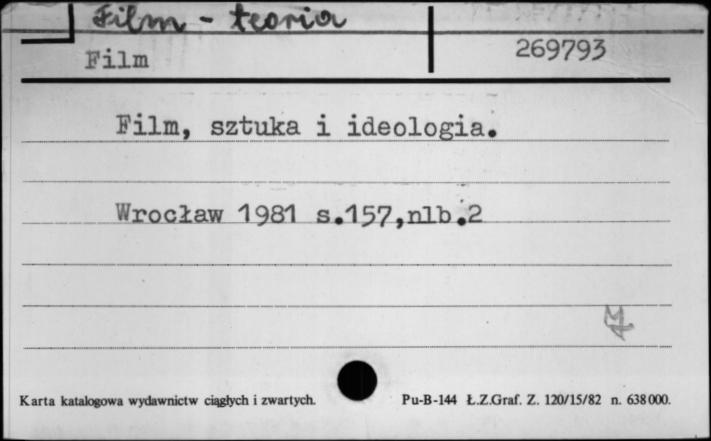 Film - teoria
Film
269793
Film, sztuka i ideologia.
Wrocław 1981 s.157,nlb.2
Karta katalogowa wydawnictw ciągłych i zwartych.
Pu-B-144 Ł.Z.Graf. Z. 120/15/82 n. 638000.